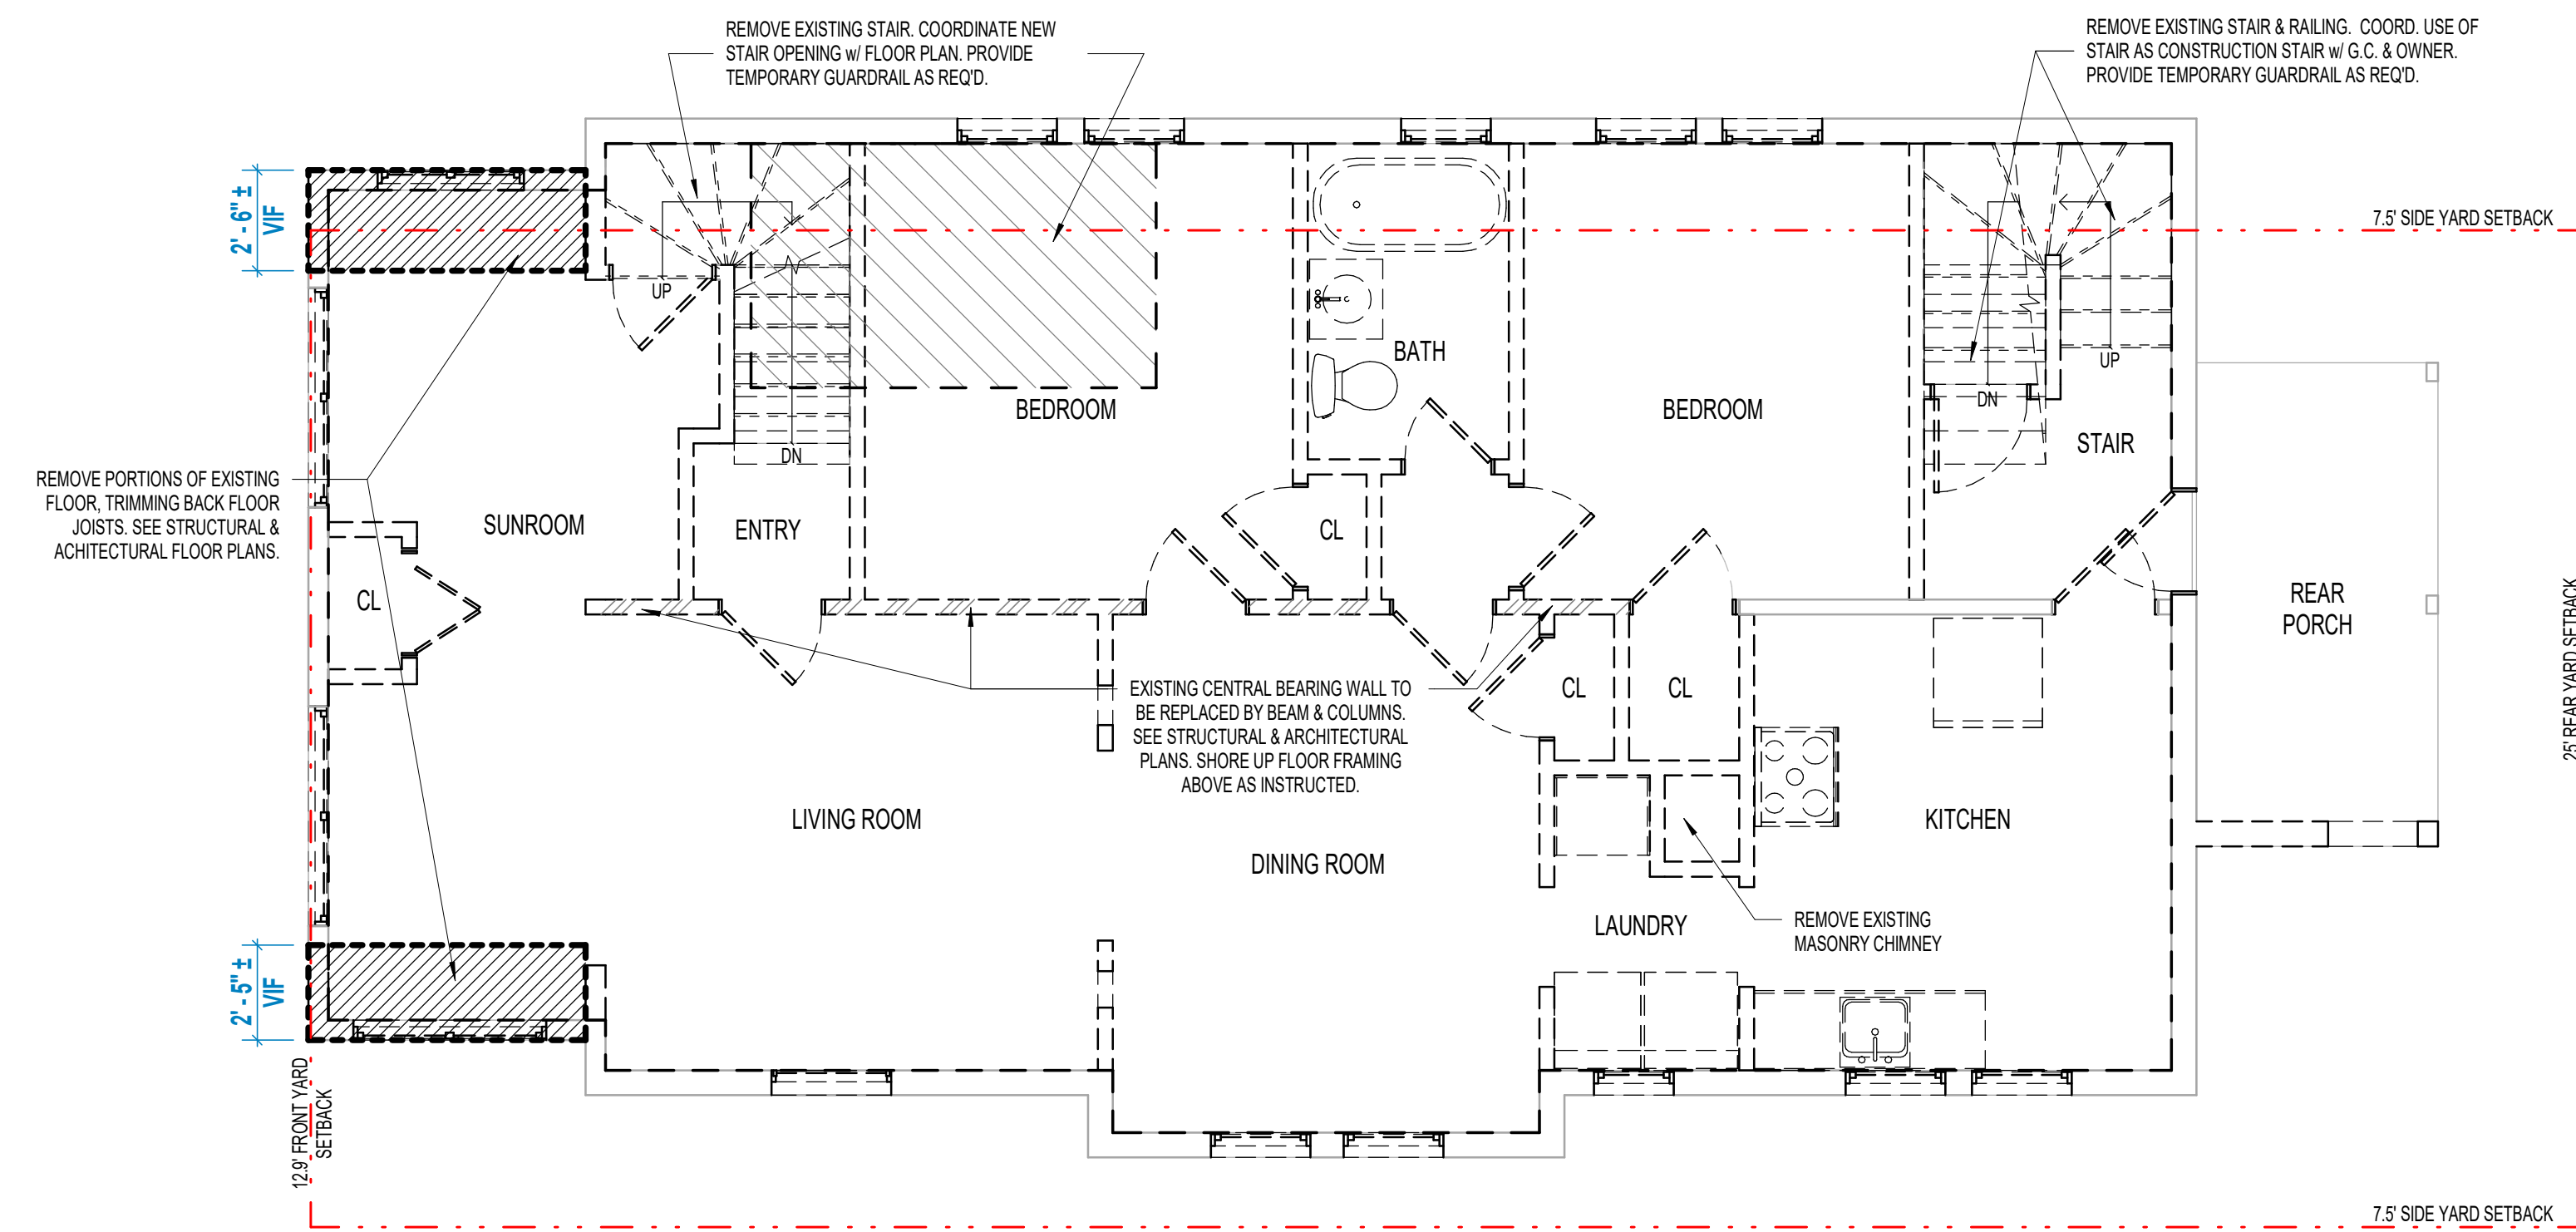 REMOVE EXISTING STAIR. COORDINATE NEW
STAIR OPENING w/ FLOOR PLAN. PROVIDE
TEMPORARY GUARDRAIL AS REQ'D.
REMOVE EXISTING STAIR & RAILING. COORD. USE OF
STAIR AS CONSTRUCTION STAIR w/ G.C. & OWNER.
PROVIDE TEMPORARY GUARDRAIL AS REQ'D.
7.5' SIDE YARD SETBACK
2' - 6" ±
VIF
UP
DN
BEDROOM
BATH
BEDROOM
UP
DN
STAIR
REMOVE PORTIONS OF EXISTING
FLOOR, TRIMMING BACK FLOOR
JOISTS. SEE STRUCTURAL &
ACHITECTURAL FLOOR PLANS.
SUNROOM
ENTRY
CL
CL
REAR
PORCH
25' REAR YARD SETBACK
EXISTING CENTRAL BEARING WALL TO
BE REPLACED BY BEAM & COLUMNS.
SEE STRUCTURAL & ARCHITECTURAL
PLANS. SHORE UP FLOOR FRAMING
ABOVE AS INSTRUCTED.
CL
CL
LIVING ROOM
DINING ROOM
KITCHEN
LAUNDRY
REMOVE EXISTING
MASONRY CHIMNEY
2' - 5" ±
VIF
12.9' FRONT YARD
SETBACK
7.5' SIDE YARD SETBACK